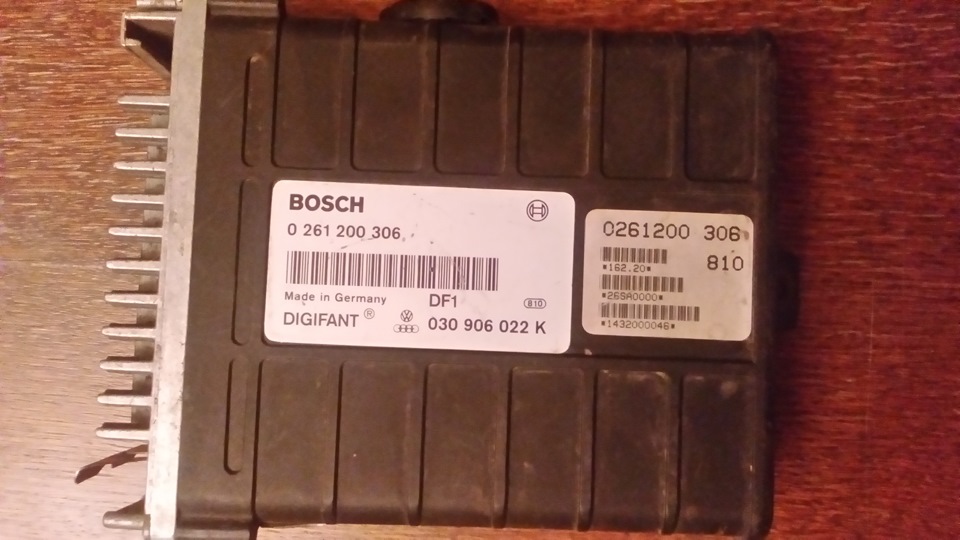 BOSCH
0 261 200 306
Made in Germany DF1 810
DIGIFANT ® 030 906 022 K
0261200 306
810
*162.20*
*26SA0000*
*1432000046*